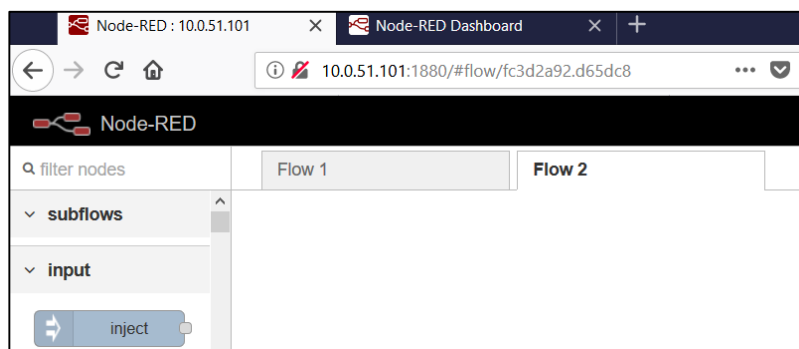 Node-RED : 10.0.51.101
Node-RED Dashboard
10.0.51.101:1880/#flow/fc3d2a92.d65dc8
Node-RED
filter nodes
Flow 1
Flow 2
subflows
input
inject